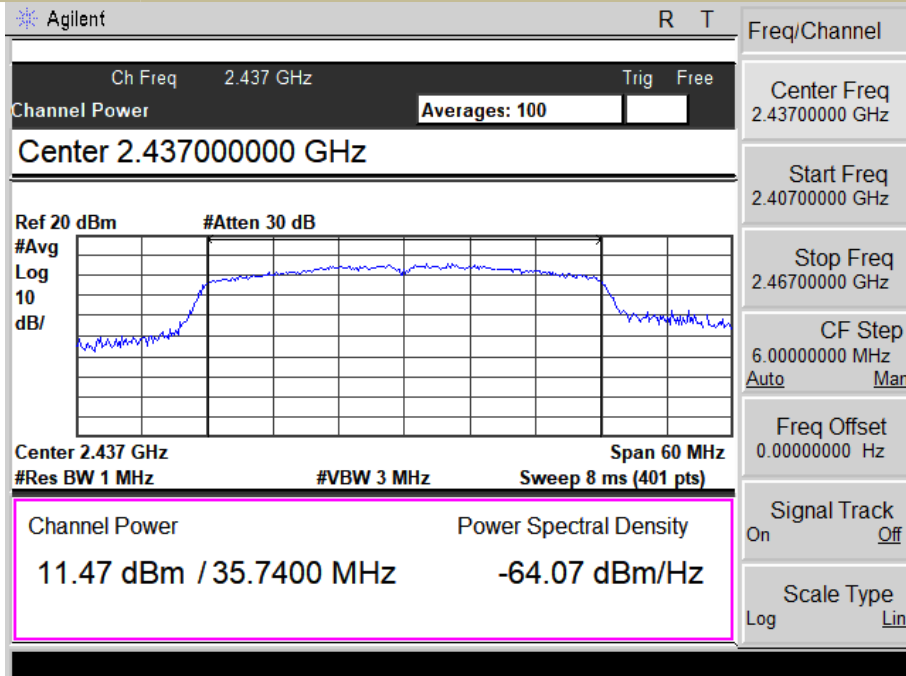 Agilent
R T
Freq/Channel
Ch Freq 2.437 GHz Trig Free
Channel Power Averages: 100
Center 2.437000000 GHz
Center Freq
2.43700000 GHz
Start Freq
2.40700000 GHz
Stop Freq
2.46700000 GHz
CF Step
6.00000000 MHz
Auto Man
Freq Offset
0.00000000 Hz
Signal Track
On Off
Scale Type
Log Lin
Ref 20 dBm #Atten 30 dB
#Avg
Log
10
dB/
Center 2.437 GHz Span 60 MHz
#Res BW 1 MHz #VBW 3 MHz Sweep 8 ms (401 pts)
Channel Power Power Spectral Density
11.47 dBm / 35.7400 MHz -64.07 dBm/Hz